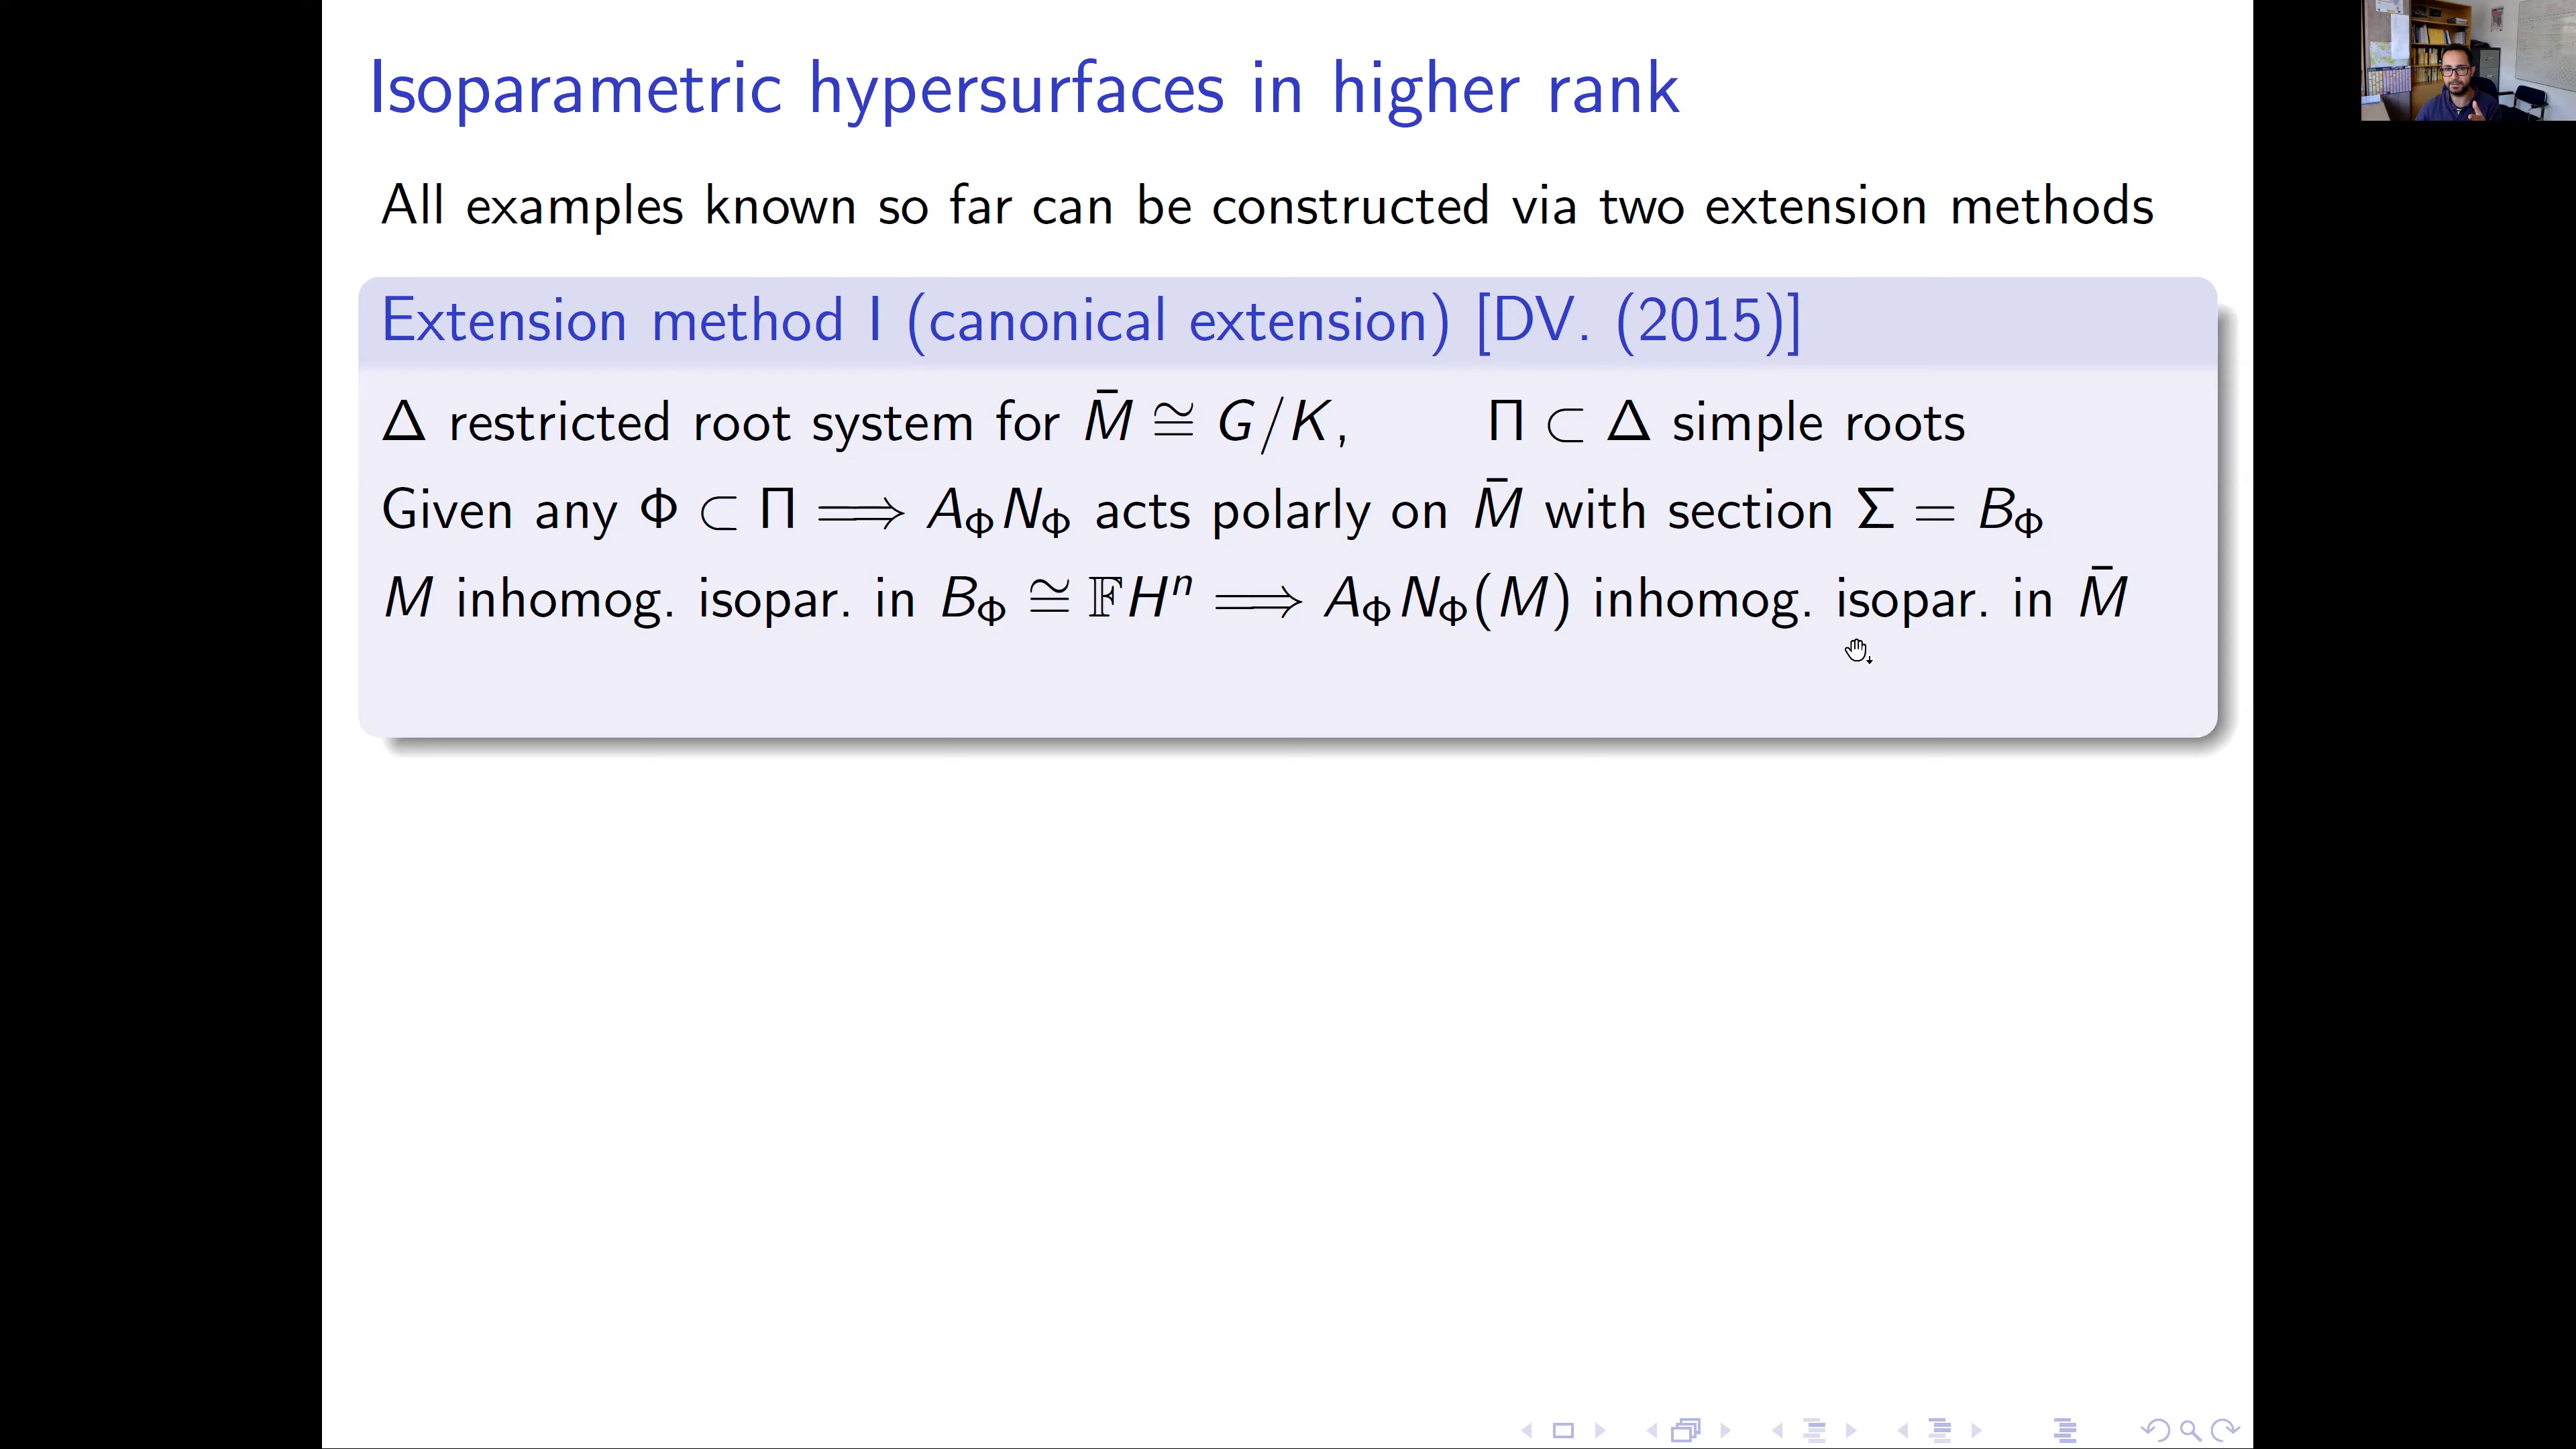 Isoparametric hypersurfaces in higher rank
All examples known so far can be constructed via two extension methods
Extension method I (canonical extension) [DV. (2015)]
Δ restricted root system for M̄ ≅ G/K, Π ⊂ Δ simple roots
Given any Φ ⊂ Π ⟹ A_Φ N_Φ acts polarly on M̄ with section Σ = B_Φ
M inhomog. isopar. in B_Φ ≅ 𝔽Hⁿ ⟹ A_Φ N_Φ(M) inhomog. isopar. in M̄